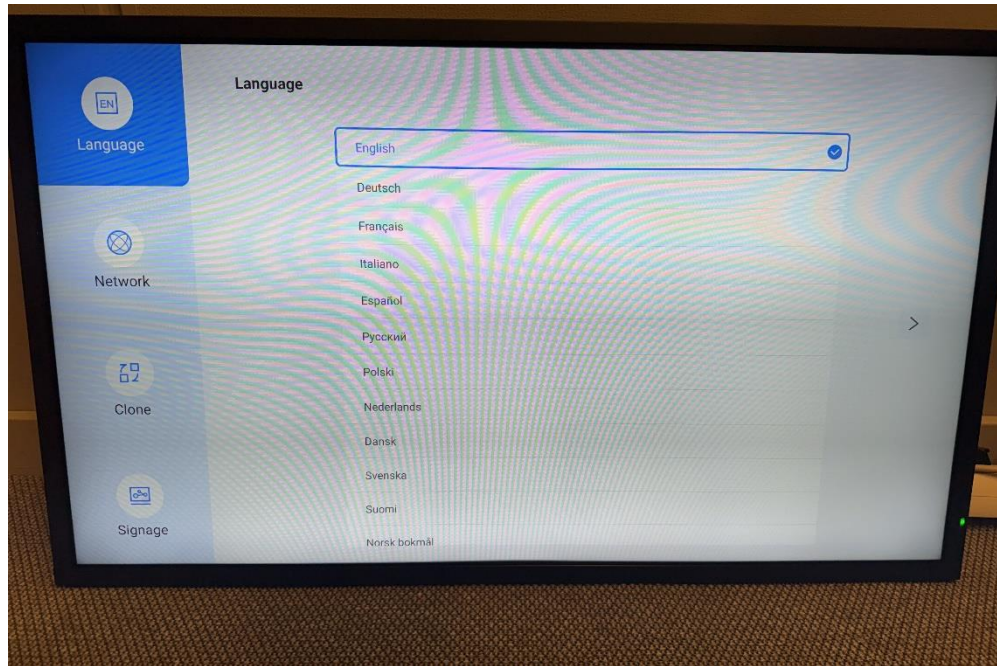 EN
Language
Network
Clone
Signage
Language
English
Deutsch
Français
Italiano
Español
Русский
Polski
Nederlands
Dansk
Svenska
Suomi
Norsk bokmål